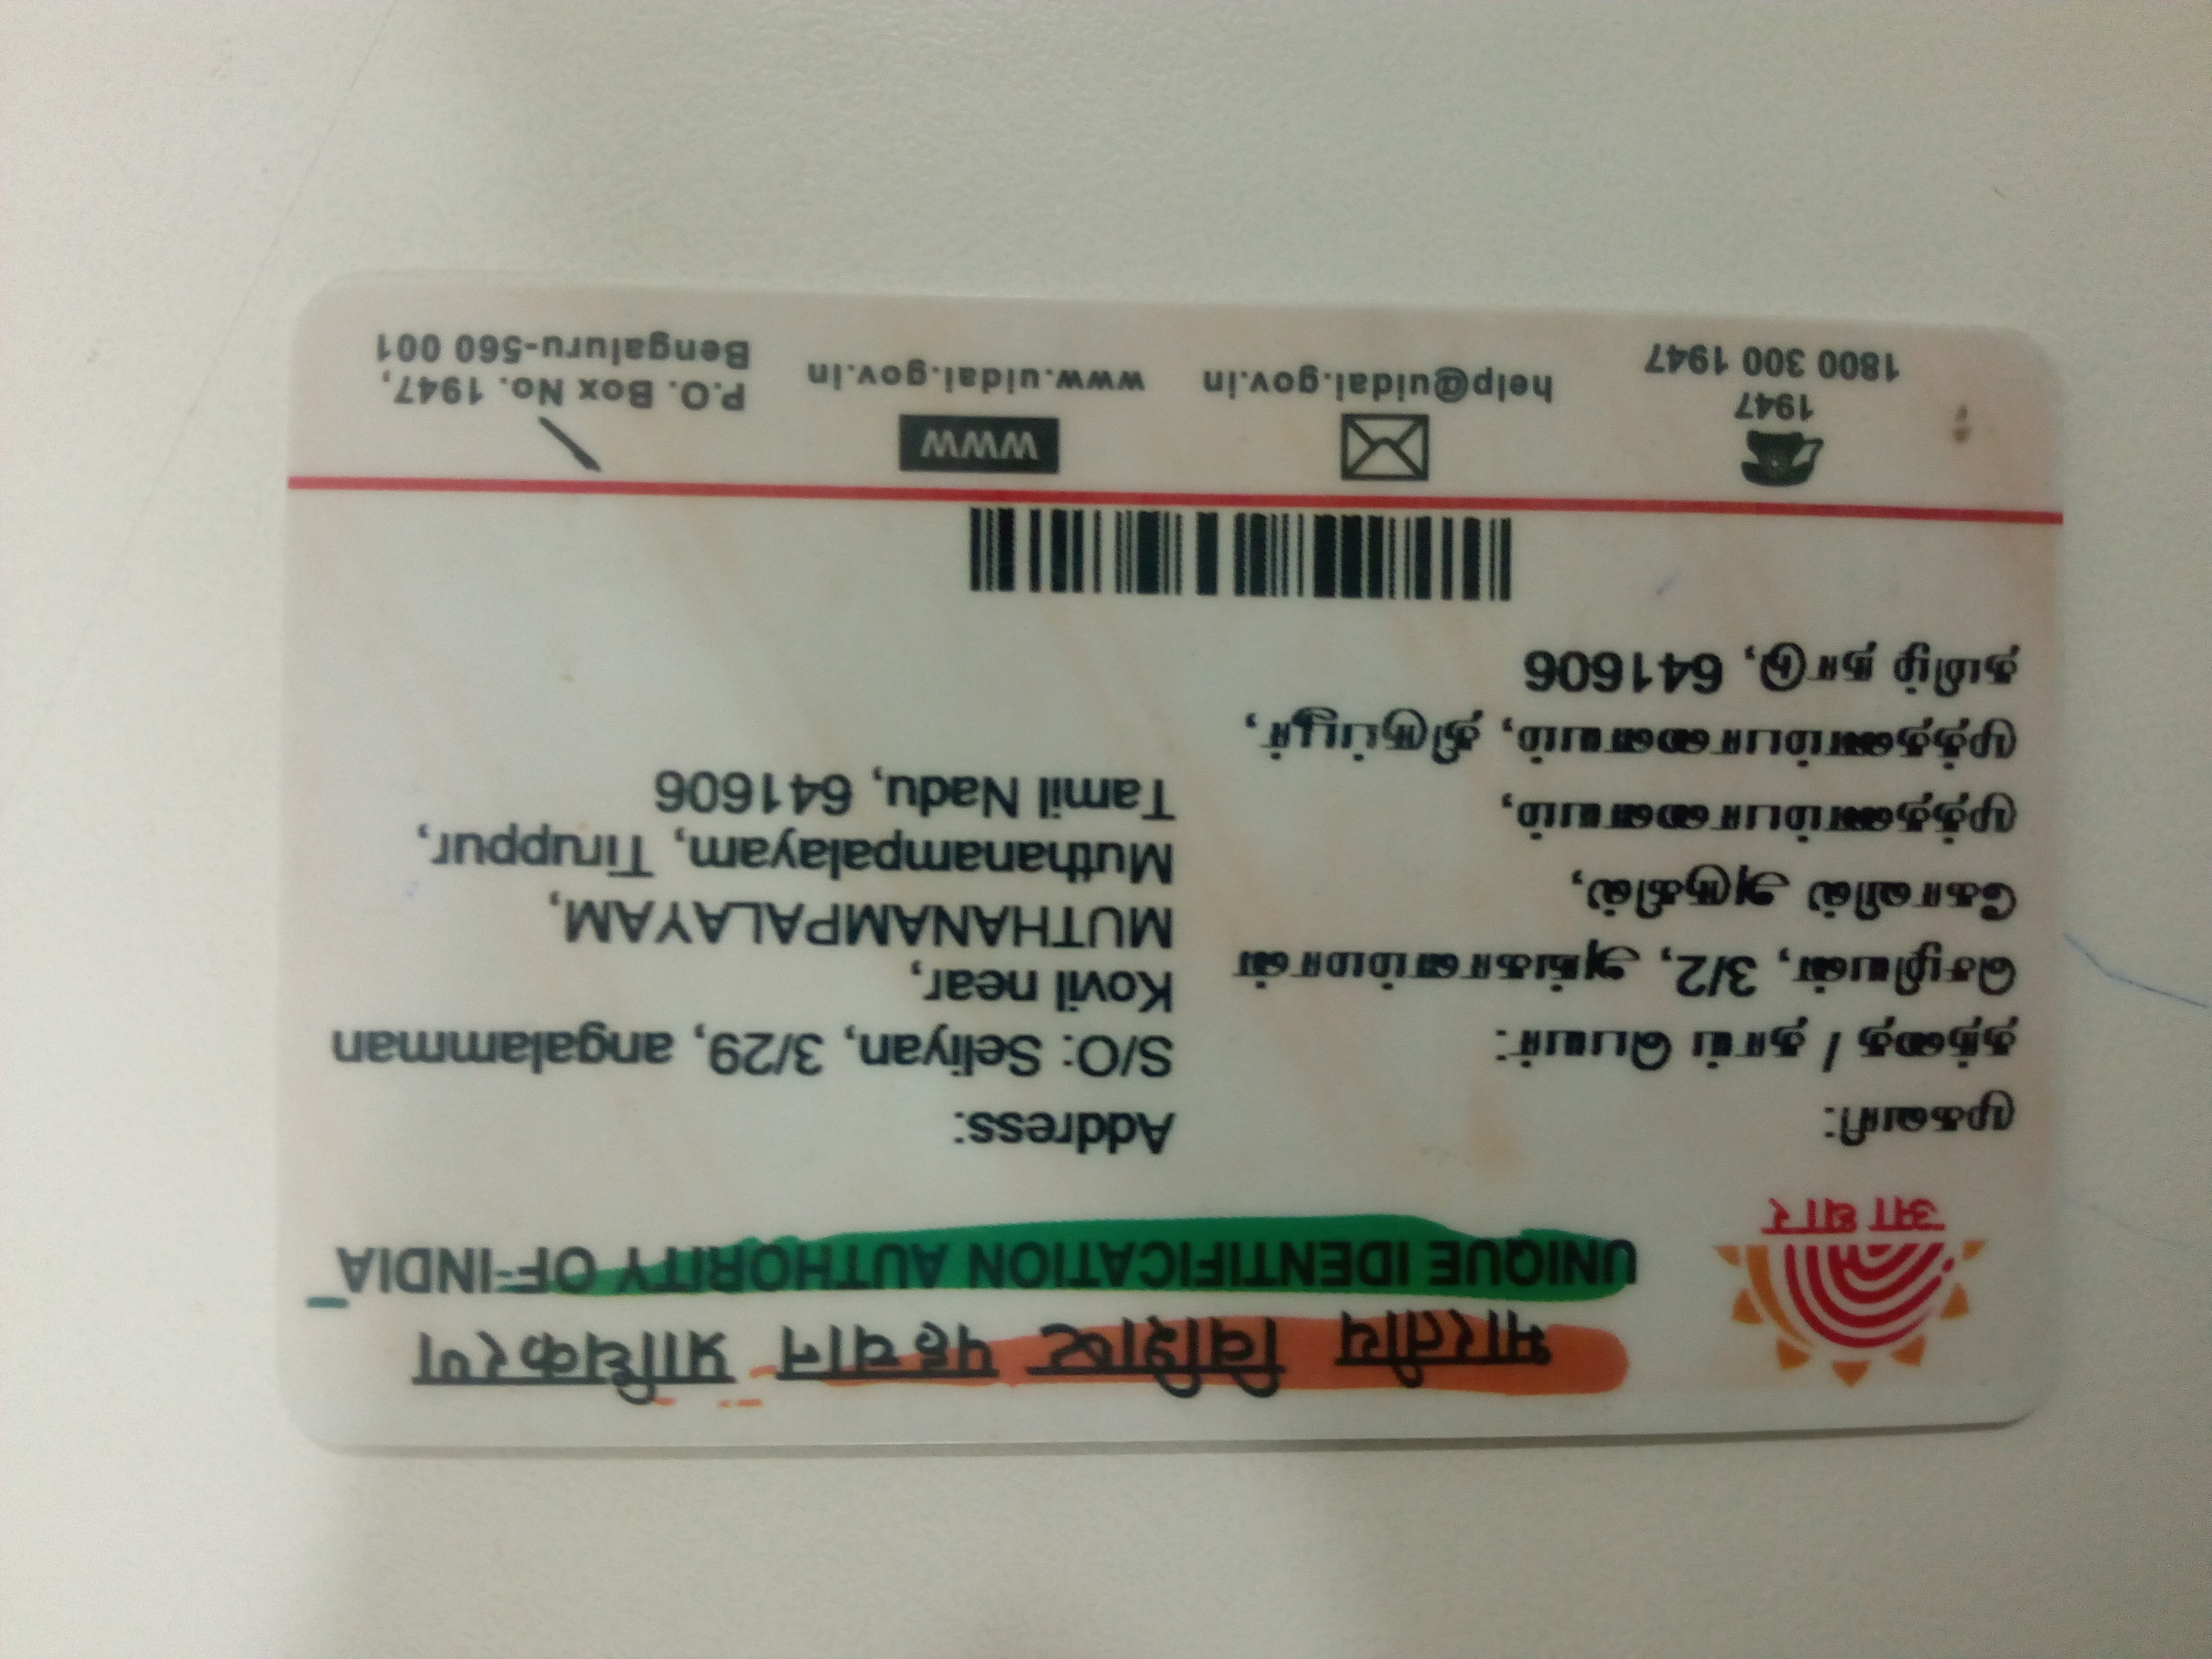 भारतीय विशिष्ट पहचान प्राधिकरण
UNIQUE IDENTIFICATION AUTHORITY OF INDIA
आधार
முகவரி:
தந்தை / தாய் பெயர்:
செழியன், 3/2, அங்காளம்மன்
கோவில் அருகில்,
முத்தணம்பாளையம்,
முத்தணம்பாளையம், திருப்பூர்,
தமிழ் நாடு, 641606
Address:
S/O: Seliyan, 3/29, angalamman
Kovil near,
MUTHANAMPALAYAM,
Muthanampalayam, Tiruppur,
Tamil Nadu, 641606
1947
1800 300 1947
help@uidai.gov.in
WWW
www.uidai.gov.in
P.O. Box No. 1947,
Bengaluru-560 001